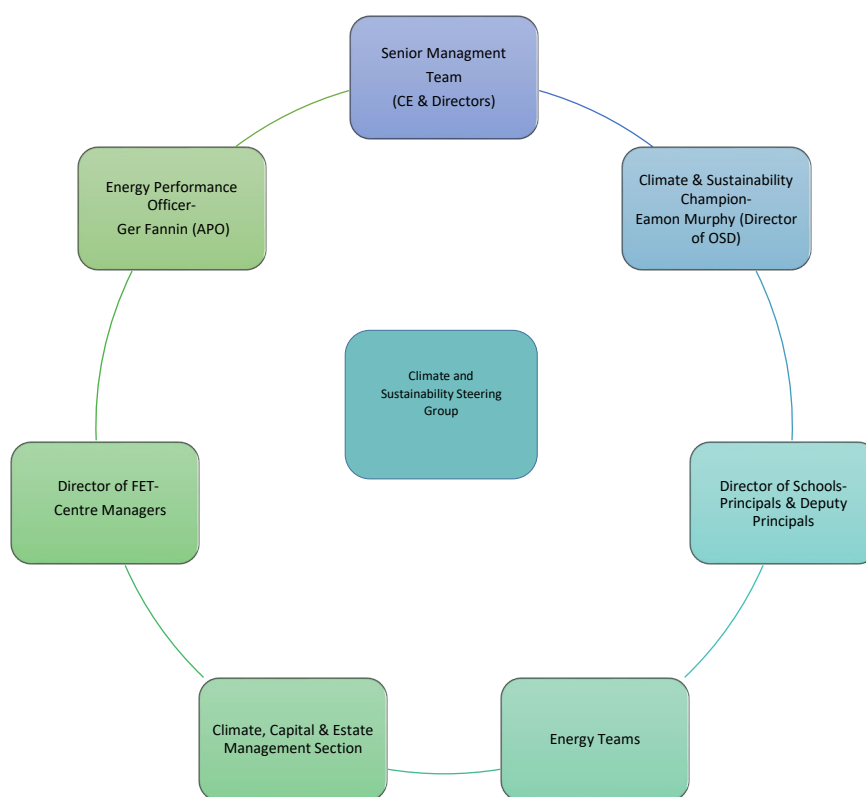 Senior Managment
Team
(CE & Directors)
Energy Performance
Officer-
Ger Fannin (APO)
Climate & Sustainability
Champion-
Eamon Murphy (Director
of OSD)
Climate and
Sustainability Steering
Group
Director of FET-
Centre Managers
Director of Schools-
Principals & Deputy
Principals
Climate, Capital & Estate
Management Section
Energy Teams